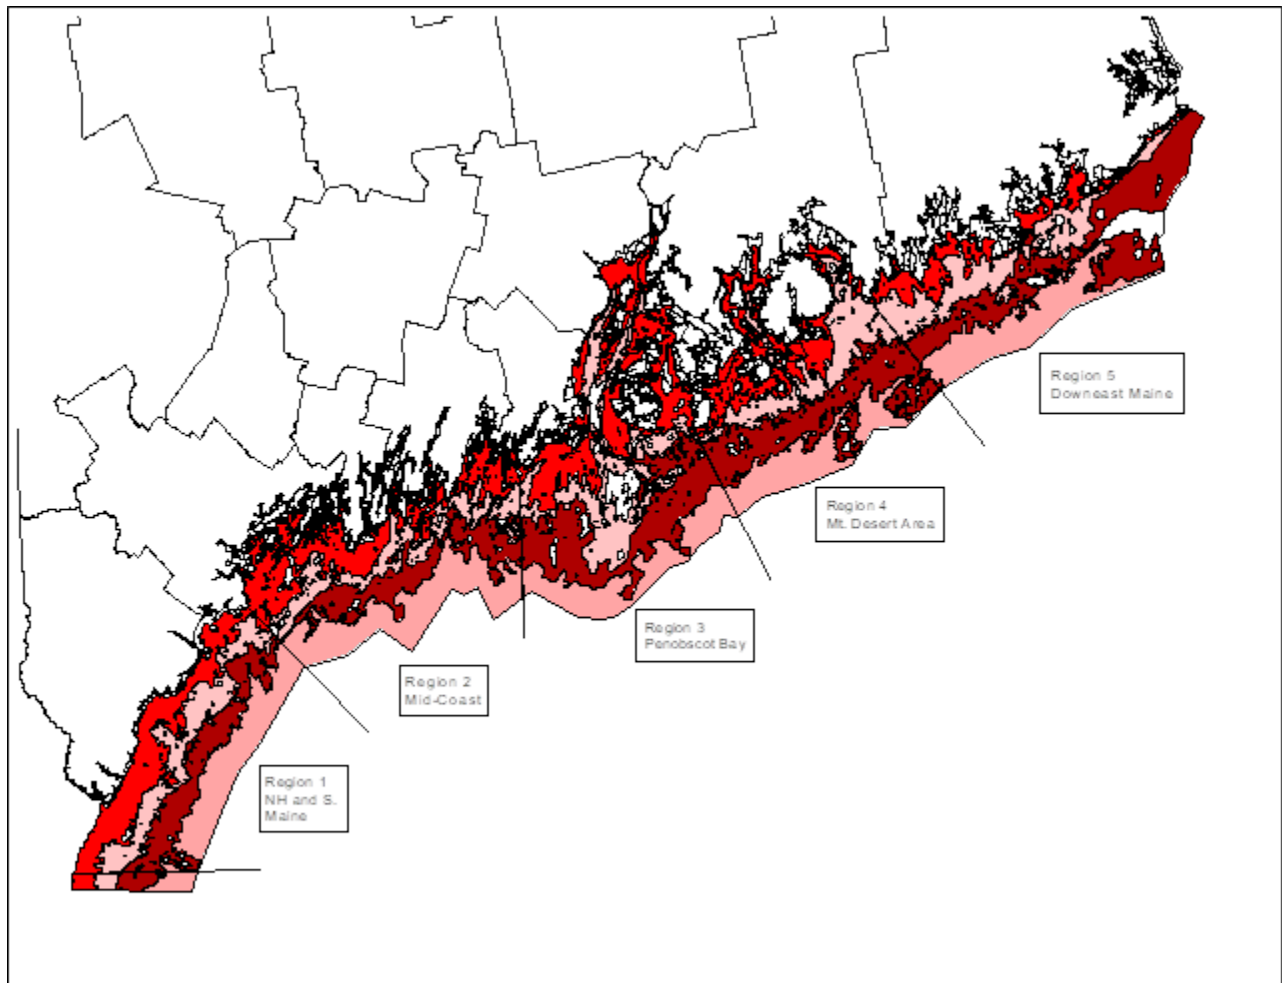 Region 5
Downeast Maine
Region 4
Mt. Desert Area
Region 3
Penobscot Bay
Region 2
Mid-Coast
Region 1
NH and S.
Maine